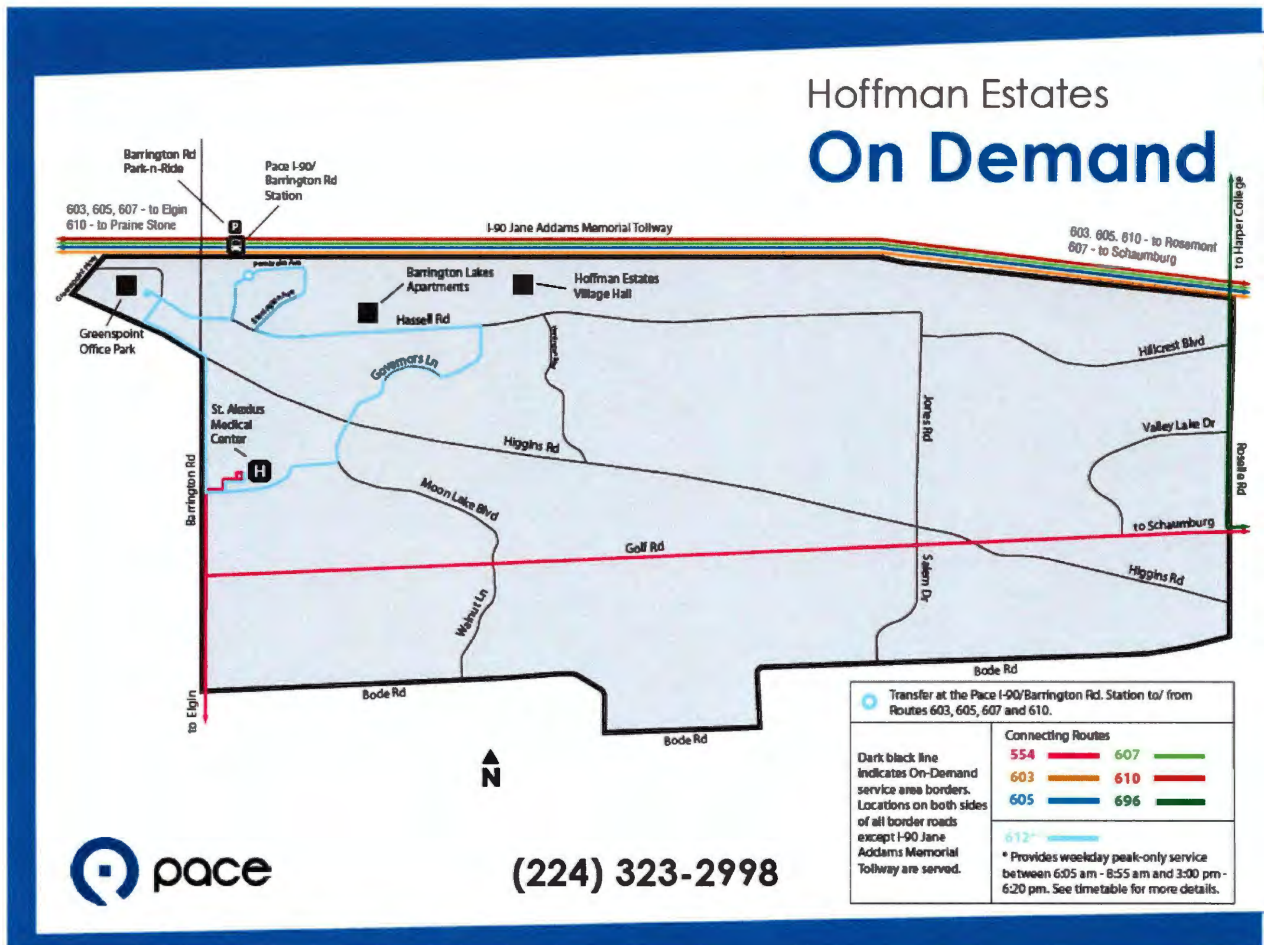 Hoffman Estates
On Demand
Barrington Rd
Park-n-Ride
Pace I-90/
Barrington Rd
Station
603, 605, 607 - to Elgin
610 - to Prairie Stone
I-90 Jane Addams Memorial Tollway
603. 605. 610 - to Rosemont
607 - to Schaumburg
to Harper College
P
Pembroke Ave
Barrington Lakes
Apartments
Hoffman Estates
Village Hall
Greenspoint
Office Park
Hassell Rd
Governors Ln
Hillcrest Blvd
St. Alexius
Medical
Center
H
Jones Rd
Valley Lake Dr
Higgins Rd
Barrington Rd
Moon Lake Blvd
Roselle Rd
to Schaumburg
Golf Rd
Salem Dr
Higgins Rd
Walnut Ln
to Elgin
Bode Rd
Bode Rd
Bode Rd
N
Transfer at the Pace I-90/Barrington Rd. Station to/ from
Routes 603, 605, 607 and 610.
Dark black line
indicates On-Demand
service area borders.
Locations on both sides
of all border roads
except I-90 Jane
Addams Memorial
Tollway are served.
Connecting Routes
554 607
603 610
605 696
612*
* Provides weekday peak-only service
between 6:05 am - 8:55 am and 3:00 pm -
6:20 pm. See timetable for more details.
pace
(224) 323-2998